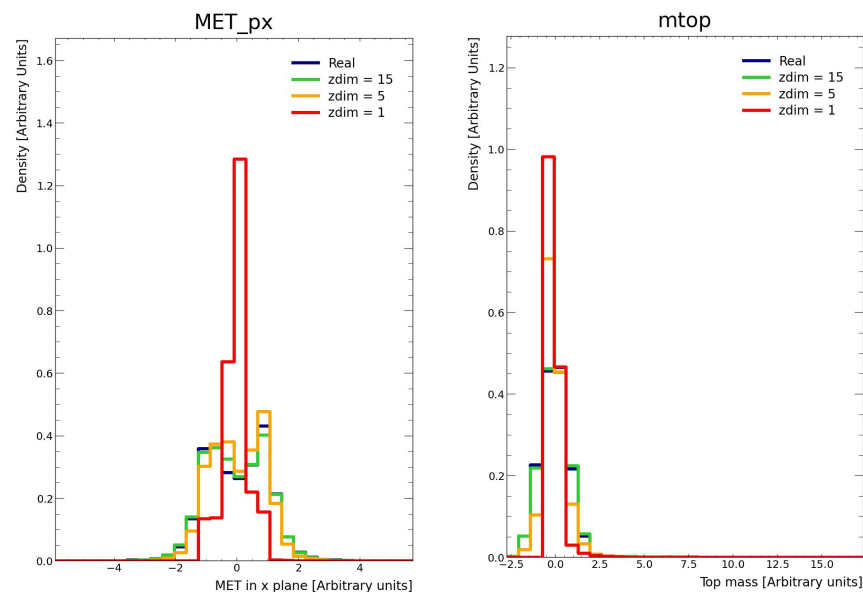 MET_px
Density [Arbitrary Units]
1.6
1.4
1.2
1.0
0.8
0.6
0.4
0.2
0.0
Real
zdim = 15
zdim = 5
zdim = 1
−4
−2
0
2
4
MET in x plane [Arbitrary units]
mtop
Density [Arbitrary Units]
1.2
1.0
0.8
0.6
0.4
0.2
0.0
Real
zdim = 15
zdim = 5
zdim = 1
−2.5
0.0
2.5
5.0
7.5
10.0
12.5
15.0
Top mass [Arbitrary units]